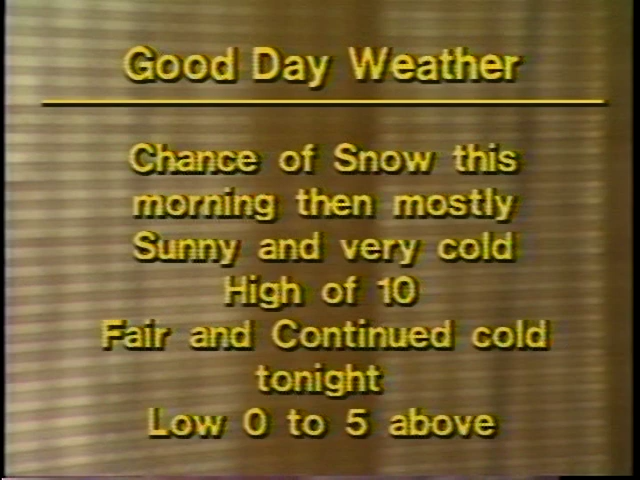 Good Day Weather
Chance of Snow this
morning then mostly
Sunny and very cold
High of 10
Fair and Continued cold
tonight
Low 0 to 5 above